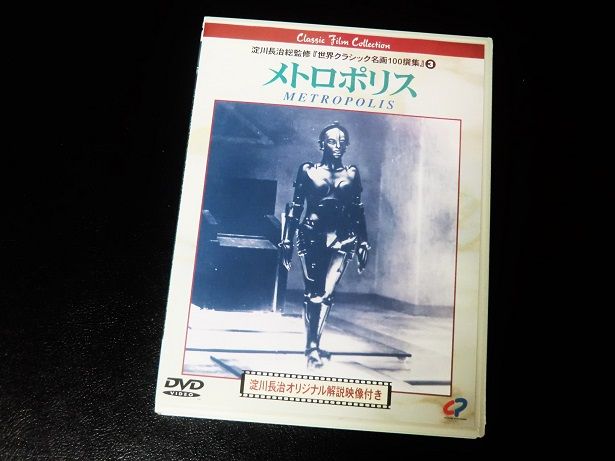 Classic Film Collection
淀川長治総監修『世界クラシック名画100撰集』3
メトロポリス
METROPOLIS
淀川長治オリジナル解説映像付き
DVD
VIDEO
CP